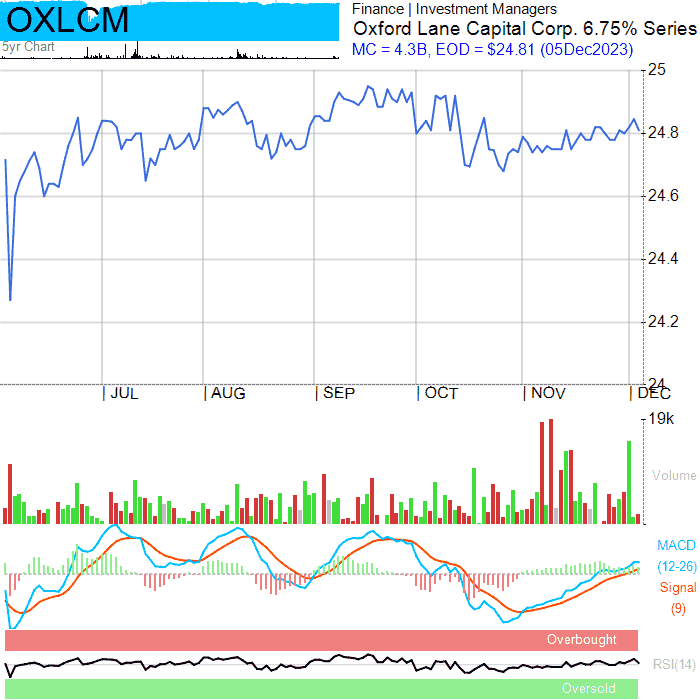 OXLCM
5yr Chart
Finance | Investment Managers
Oxford Lane Capital Corp. 6.75% Series
MC = 4.3B, EOD = $24.81 (05Dec2023)
25
24.8
24.6
24.4
24.2
24
JUL AUG SEP OCT NOV DEC
19k
Volume
MACD
(12-26)
Signal
(9)
Overbought
RSI(14)
Oversold